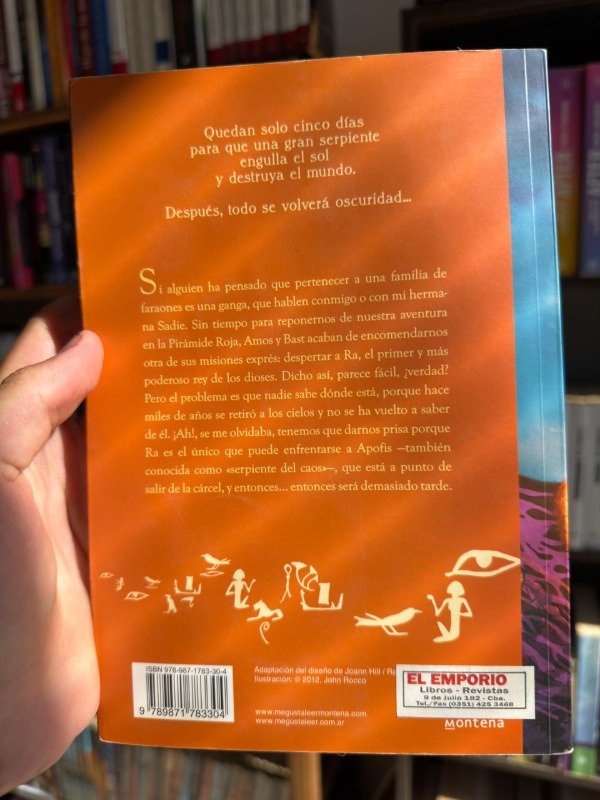 Quedan solo cinco días
para que una gran serpiente
engulla el sol
y destruya el mundo.
Después, todo se volverá oscuridad...
Si alguien ha pensado que pertenecer a una familia de
faraones es una ganga, que hablen conmigo o con mi herma-
na Sadie. Sin tiempo para reponernos de nuestra aventura
en la Pirámide Roja, Amos y Bast acaban de encomendarnos
otra de sus misiones exprés: despertar a Ra, el primer y más
poderoso rey de los dioses. Dicho así, parece fácil, ¿verdad?
Pero el problema es que nadie sabe dónde está, porque hace
miles de años se retiró a los cielos y no se ha vuelto a saber
de él. ¡Ah!, se me olvidaba, tenemos que darnos prisa porque
Ra es el único que puede enfrentarse a Apofis —también
conocida como «serpiente del caos»—, que está a punto de
salir de la cárcel, y entonces... entonces será demasiado tarde.
ISBN 978-987-1783-30-4
9 789871 783304
Adaptación del diseño de Joann Hill /
Ilustración: © 2012, John Rocco
www.megustaleermontena.com
www.megustaleer.com.ar
EL EMPORIO
Libros - Revistas
9 de Julio 182 - Cba.
Tel./Fax (0351) 425 3468
Montena